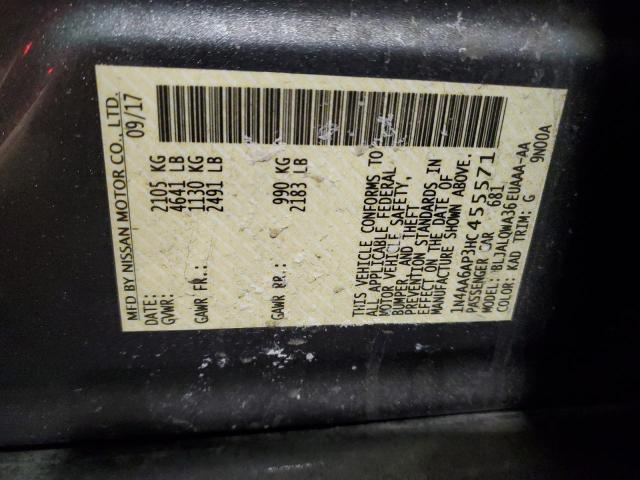 MFD BY NISSAN MOTOR CO., LTD.
DATE: 09/17
GVWR: 2105 KG
4641 LB
GAWR FR.: 1130 KG
2491 LB
GAWR RR.: 990 KG
2183 LB
THIS VEHICLE CONFORMS TO
ALL APPLICABLE FEDERAL
MOTOR VEHICLE SAFETY,
BUMPER, AND THEFT
PREVENTION STANDARDS IN
EFFECT ON THE DATE OF
MANUFACTURE SHOWN ABOVE.
1N4AA6AP3HC455571
PASSENGER CAR 681
MODEL: BLJALQWA36EUAAA-AA
COLOR: KAD TRIM: G 9N00A